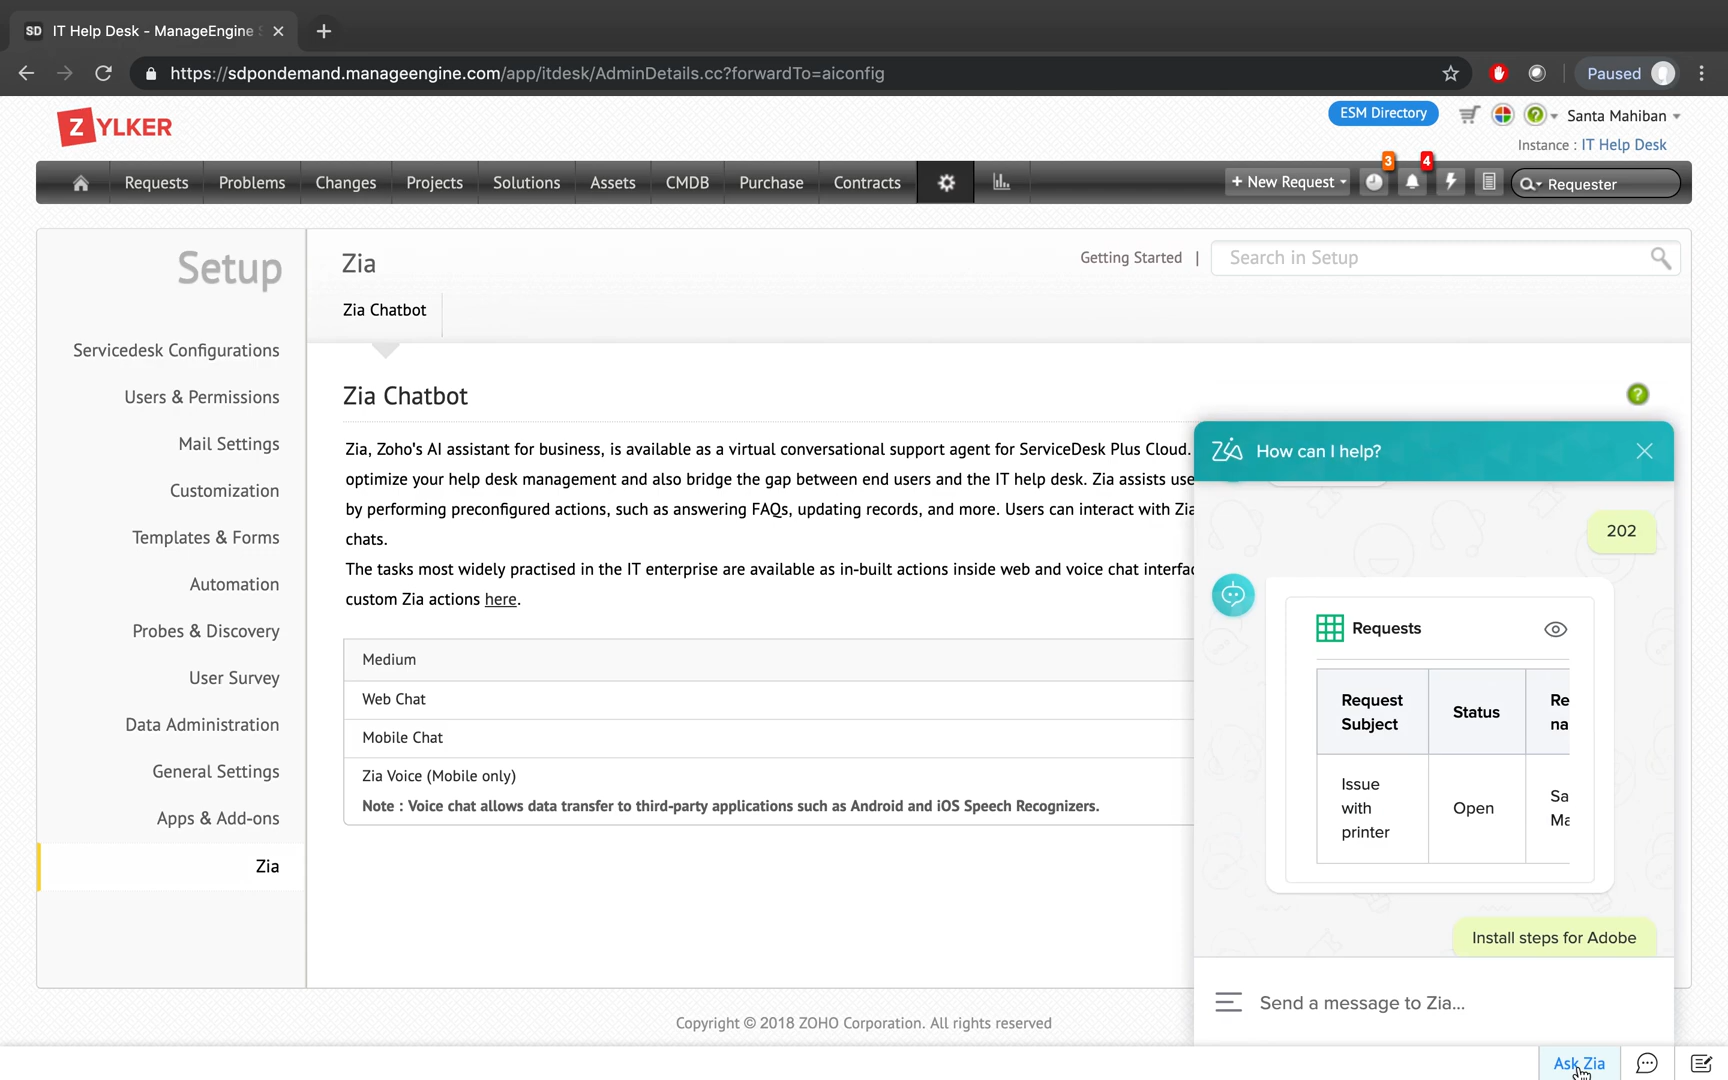 SD IT Help Desk - ManageEngine
https://sdpondemand.manageengine.com/app/itdesk/AdminDetails.cc?forwardTo=aiconfig
Paused
ZYLKER
ESM Directory
Santa Mahiban
Instance : IT Help Desk
3
4
Requests
Problems
Changes
Projects
Solutions
Assets
CMDB
Purchase
Contracts
+ New Request
Requester
Setup
Servicedesk Configurations
Users & Permissions
Mail Settings
Customization
Templates & Forms
Automation
Probes & Discovery
User Survey
Data Administration
General Settings
Apps & Add-ons
Zia
Zia
Getting Started |
Search in Setup
Zia Chatbot
Zia Chatbot
?
Zia, Zoho's AI assistant for business, is available as a virtual conversational support agent for ServiceDesk Plus Cloud.
optimize your help desk management and also bridge the gap between end users and the IT help desk. Zia assists use
by performing preconfigured actions, such as answering FAQs, updating records, and more. Users can interact with Zia
chats.
The tasks most widely practised in the IT enterprise are available as in-built actions inside web and voice chat interfac
custom Zia actions here.
Medium
Web Chat
Mobile Chat
Zia Voice (Mobile only)
Note : Voice chat allows data transfer to third-party applications such as Android and iOS Speech Recognizers.
Zia How can I help?
202
Requests
Request Subject
Status
Re
na
Issue
with
printer
Open
Sa
Ma
Install steps for Adobe
Send a message to Zia...
Copyright © 2018 ZOHO Corporation. All rights reserved
Ask Zia